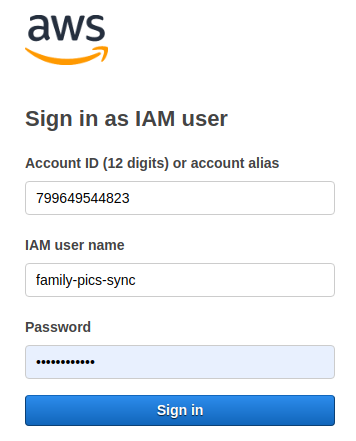 aws
Sign in as IAM user
Account ID (12 digits) or account alias
799649544823
IAM user name
family-pics-sync
Password
••••••••••••
Sign in